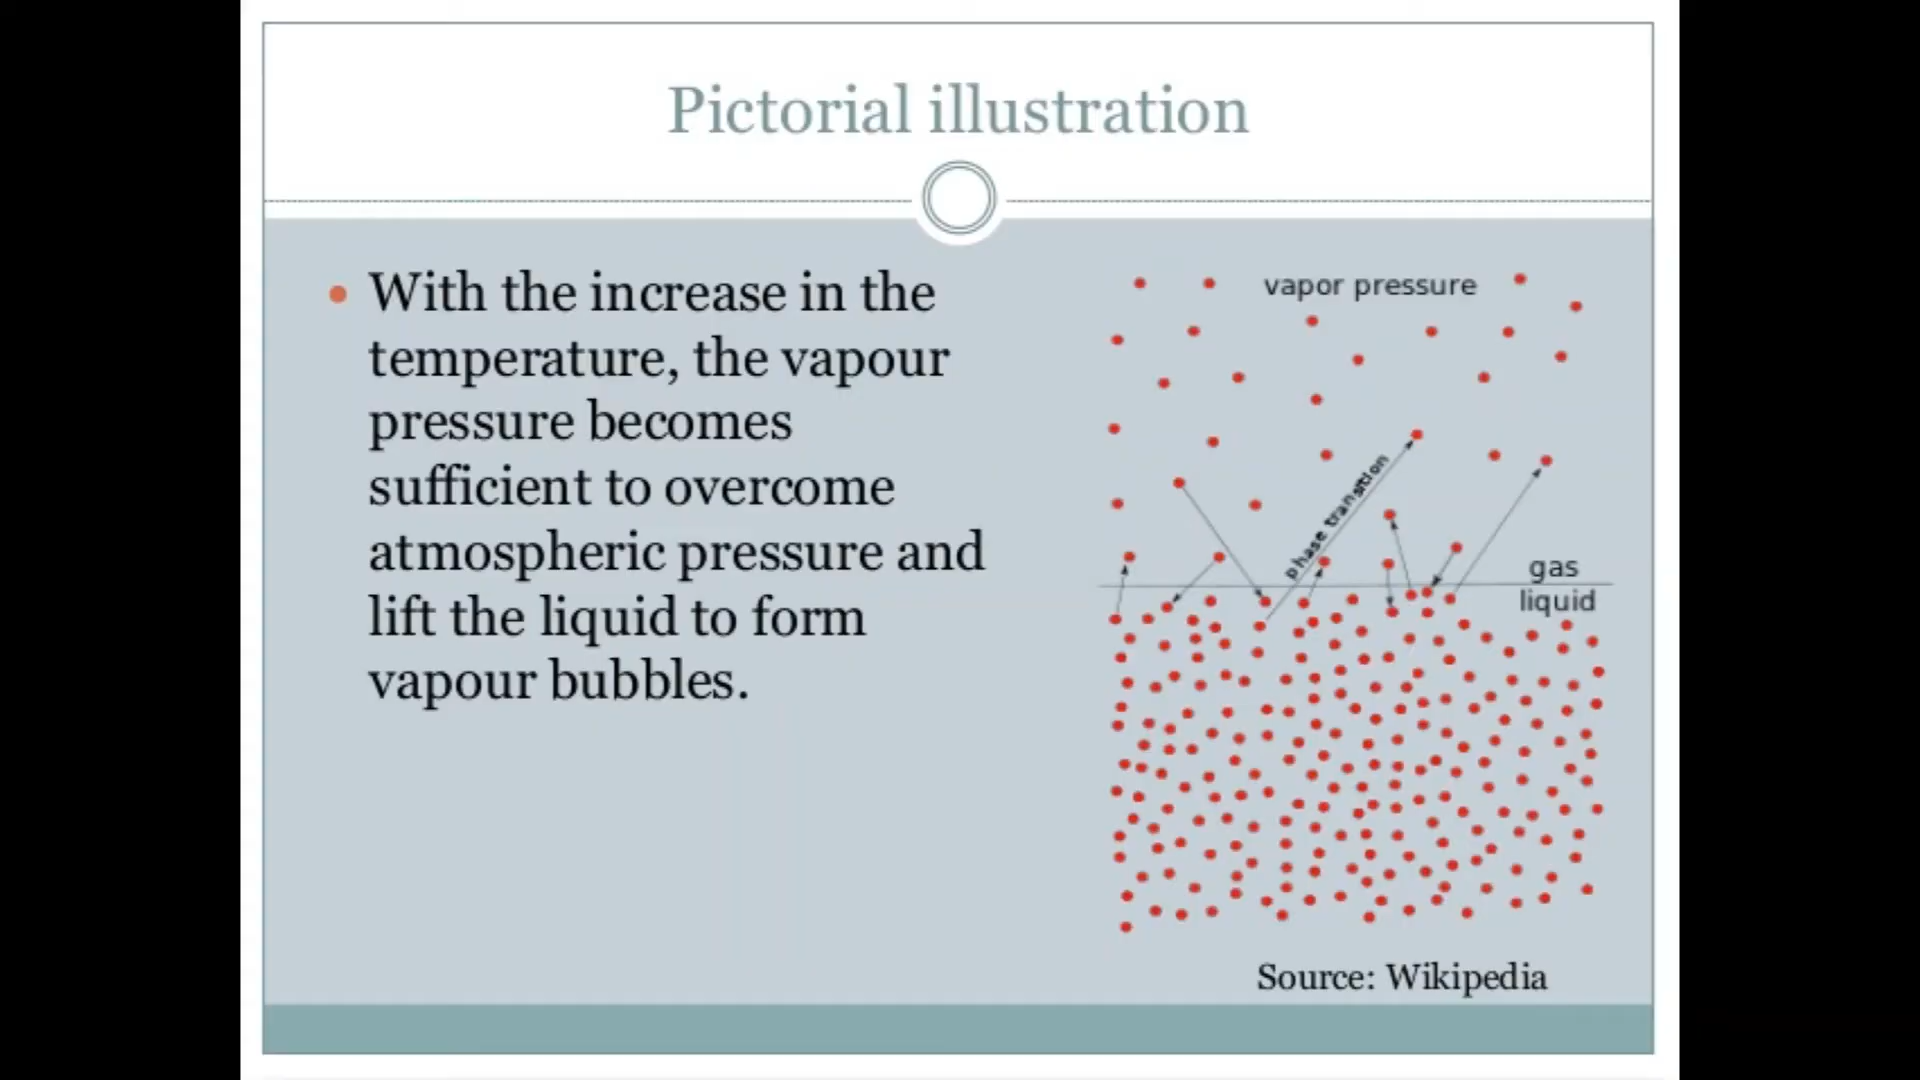 Pictorial illustration
With the increase in the
temperature, the vapour
pressure becomes
sufficient to overcome
atmospheric pressure and
lift the liquid to form
vapour bubbles.
vapor pressure
phase transition
gas
liquid
Source: Wikipedia